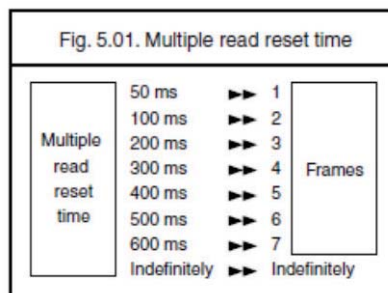 Fig. 5.01. Multiple read reset time
Multiple
read
reset
time
50 ms ►► 1
100 ms ►► 2
200 ms ►► 3
300 ms ►► 4
400 ms ►► 5
500 ms ►► 6
600 ms ►► 7
Indefinitely ►► Indefinitely
Frames